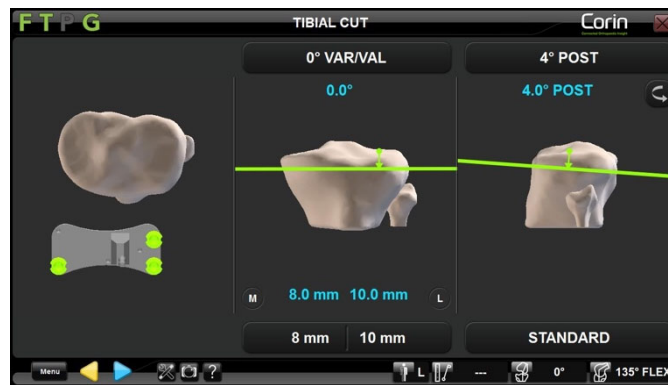 F T P G
TIBIAL CUT
Corin
0° VAR/VAL
4° POST
0.0°
4.0° POST
M
8.0 mm 10.0 mm
L
8 mm 10 mm
STANDARD
Menu
?
L
---
0°
135° FLEX